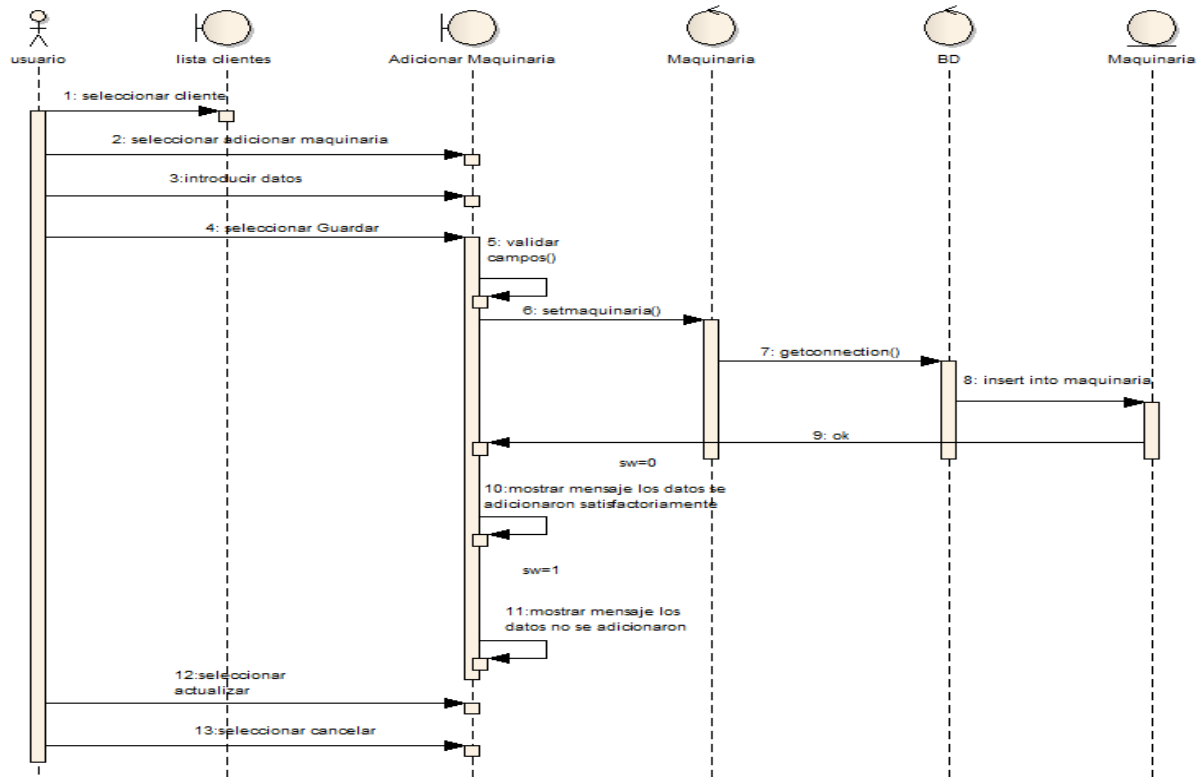 usuario
lista clientes
Adicionar Maquinaria
Maquinaria
BD
Maquinaria
1: seleccionar cliente
2: seleccionar adicionar maquinaria
3:introducir datos
4: seleccionar Guardar
5: validar
campos()
6: setmaquinaria()
7: getconnection()
8: insert into maquinaria
9: ok
sw=0
10:mostrar mensaje los datos se
adicionaron satisfactoriamente
sw=1
11:mostrar mensaje los
datos no se adicionaron
12:seleccionar
actualizar
13:seleccionar cancelar